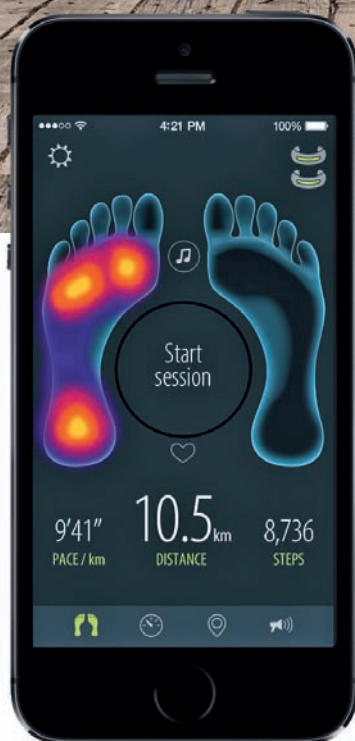 4:21 PM
100%
Start
session
9'41"
10.5km
8,736
PACE / km
DISTANCE
STEPS